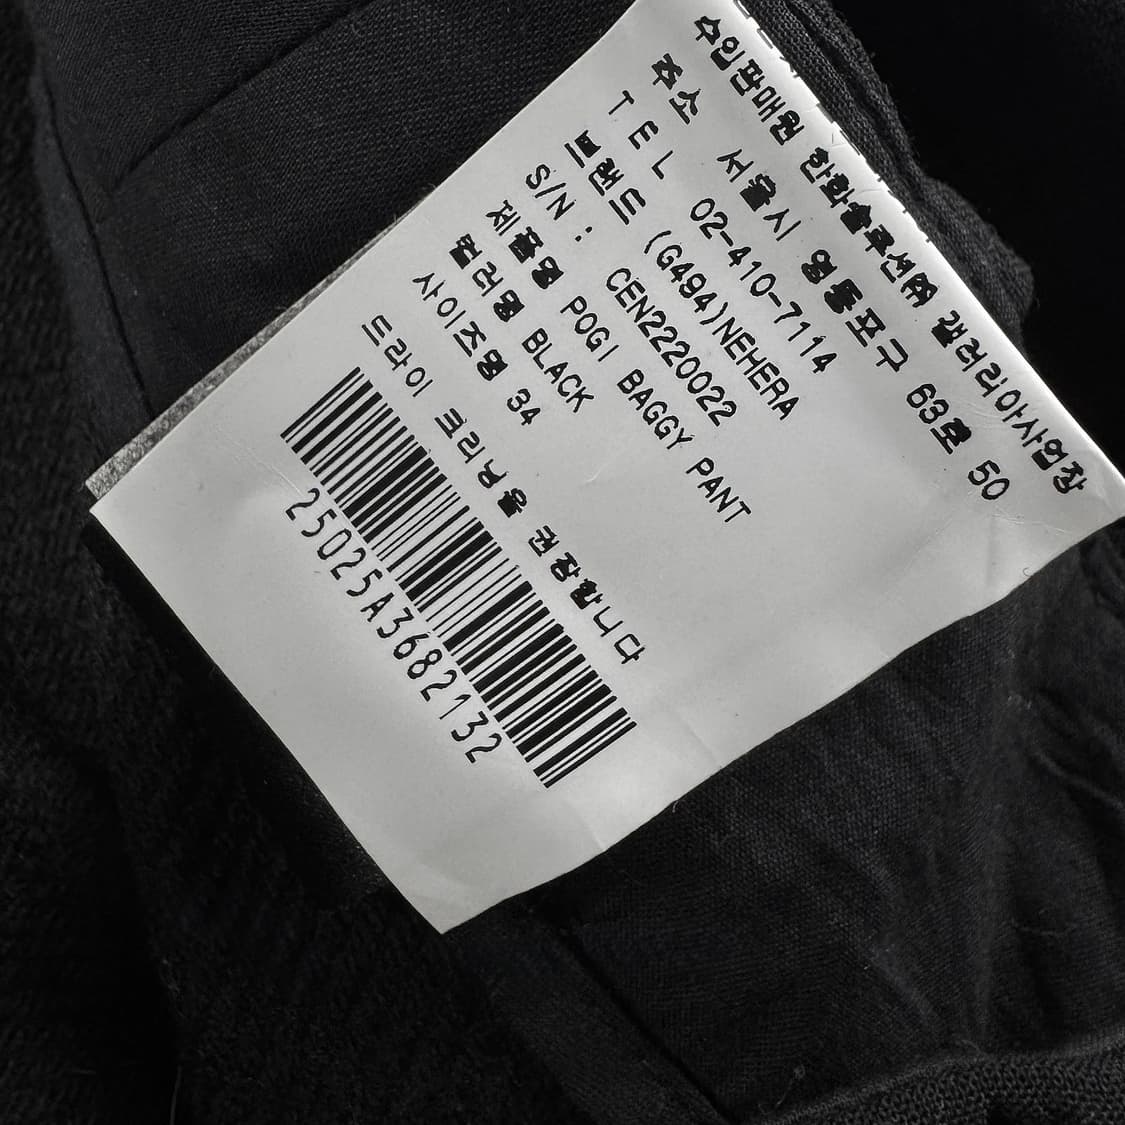 수입판매원 한화솔루션㈜ 갤러리아사업장
주소 서울시 영등포구 63로 50
TEL 02-410-7114
브랜드 (G494)NEHERA
S/N : CEN2220022
제품명 POGI BAGGY PANT
컬러명 BLACK
사이즈명 34
드라이 크리닝을 권장합니다
25025A3682132